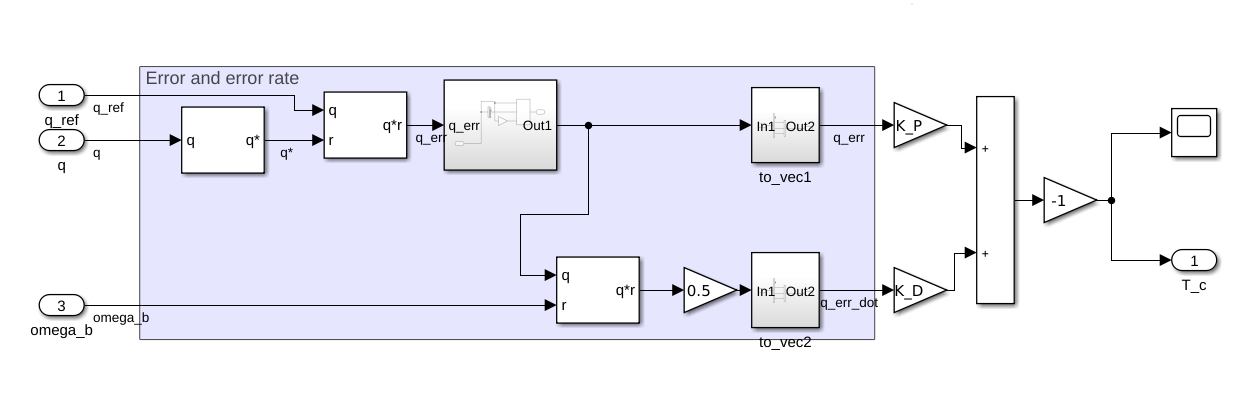 Error and error rate
1
q_ref
q_ref
2
q
q
q
q*
q*
q
r
q*r
q_err
q_err
Out1
In1
Out2
to_vec1
q_err
K_P
+
+
-1
1
T_c
3
omega_b
omega_b
q
r
q*r
0.5
In1
Out2
to_vec2
q_err_dot
K_D